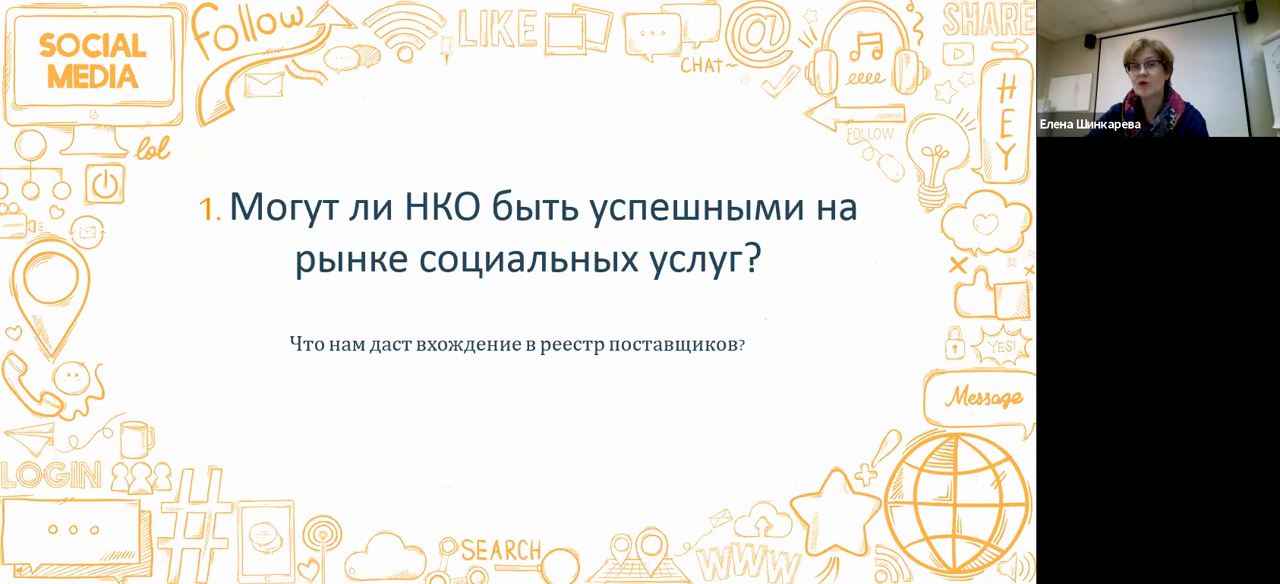 SOCIAL
MEDIA
Follow
LIKE
CHAT~
@
SHARE
HEY
FOLLOW
lol
1. Могут ли НКО быть успешными на
рынке социальных услуг?
Что нам даст вхождение в реестр поставщиков?
Елена Шинкарева
YES!
Message
LOGIN
#
SEARCH
WWW